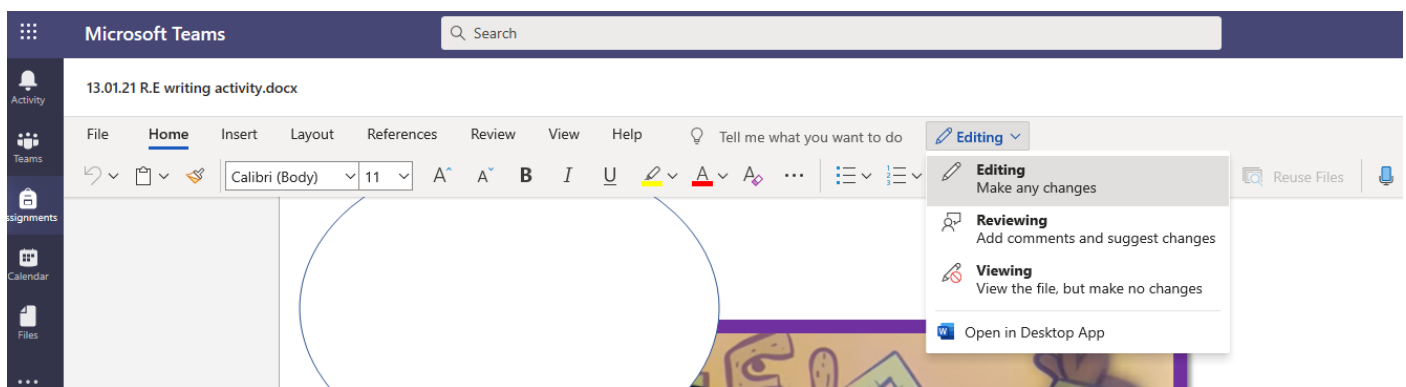 Microsoft Teams
Search
Activity
Teams
ssignments
Calendar
Files
13.01.21 R.E writing activity.docx
File Home Insert Layout References Review View Help Tell me what you want to do Editing
Calibri (Body) 11 A A B I U A A Reuse Files
Editing
Make any changes
Reviewing
Add comments and suggest changes
Viewing
View the file, but make no changes
Open in Desktop App